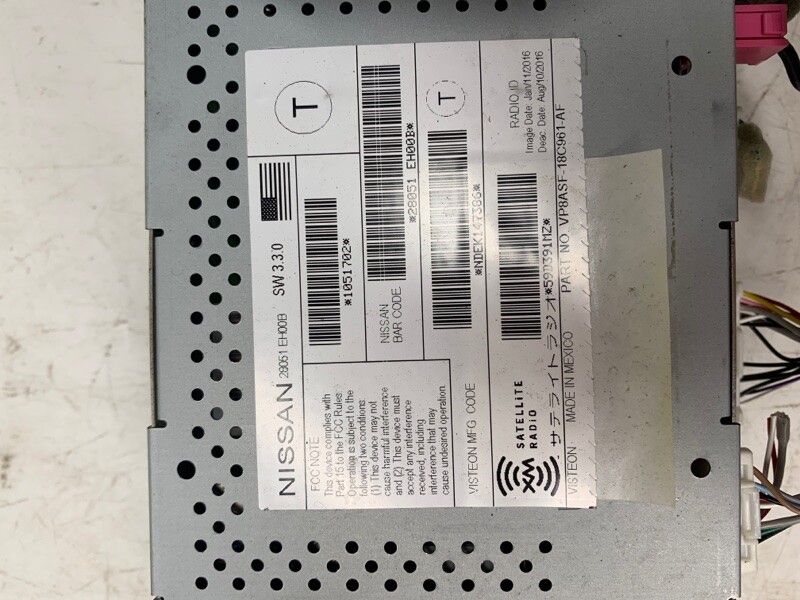 NISSAN 28051 EH00B SW 3.3.0
FCC NOTE
This device complies with
Part 15 to the FCC Rules
Operation is subject to the
following two conditions
(1) This device may not
cause harmful interference
and (2) This device must
accept any interference
received, including
interference that may
cause undesired operation
*1051702*
T
NISSAN
BAR CODE
*28051 EH00B*
VISTEON MFG. CODE
T
XM SATELLITE
RADIO
サテライトラジオ
RADIO ID
Image Date: Jan/11/2016
Deac. Date: Aug/10/2016
VISTEON MADE IN MEXICO PART NO. VP8ASF-18C961-AF